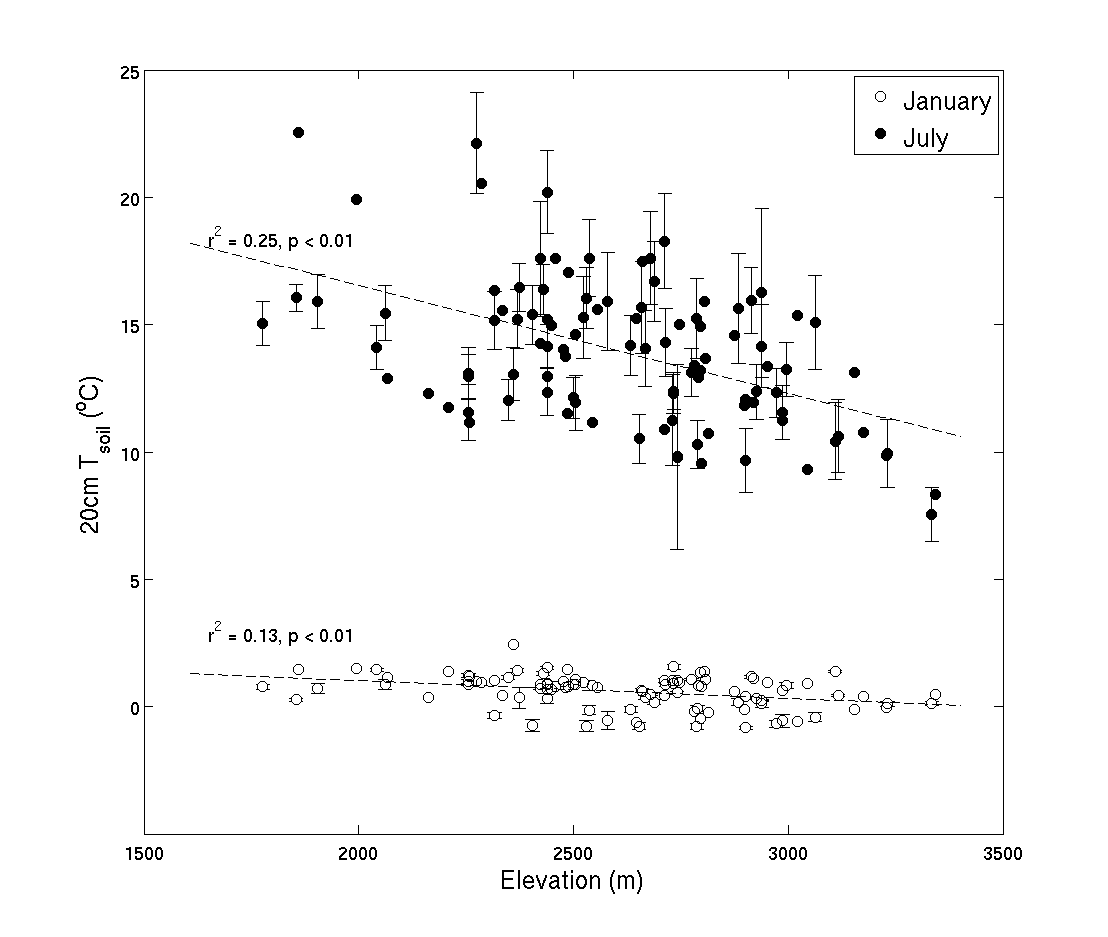 25
20
15
10
5
0
1500
2000
2500
3000
3500
Elevation (m)
20cm T_soil (°C)
January
July
r² = 0.25, p < 0.01
r² = 0.13, p < 0.01